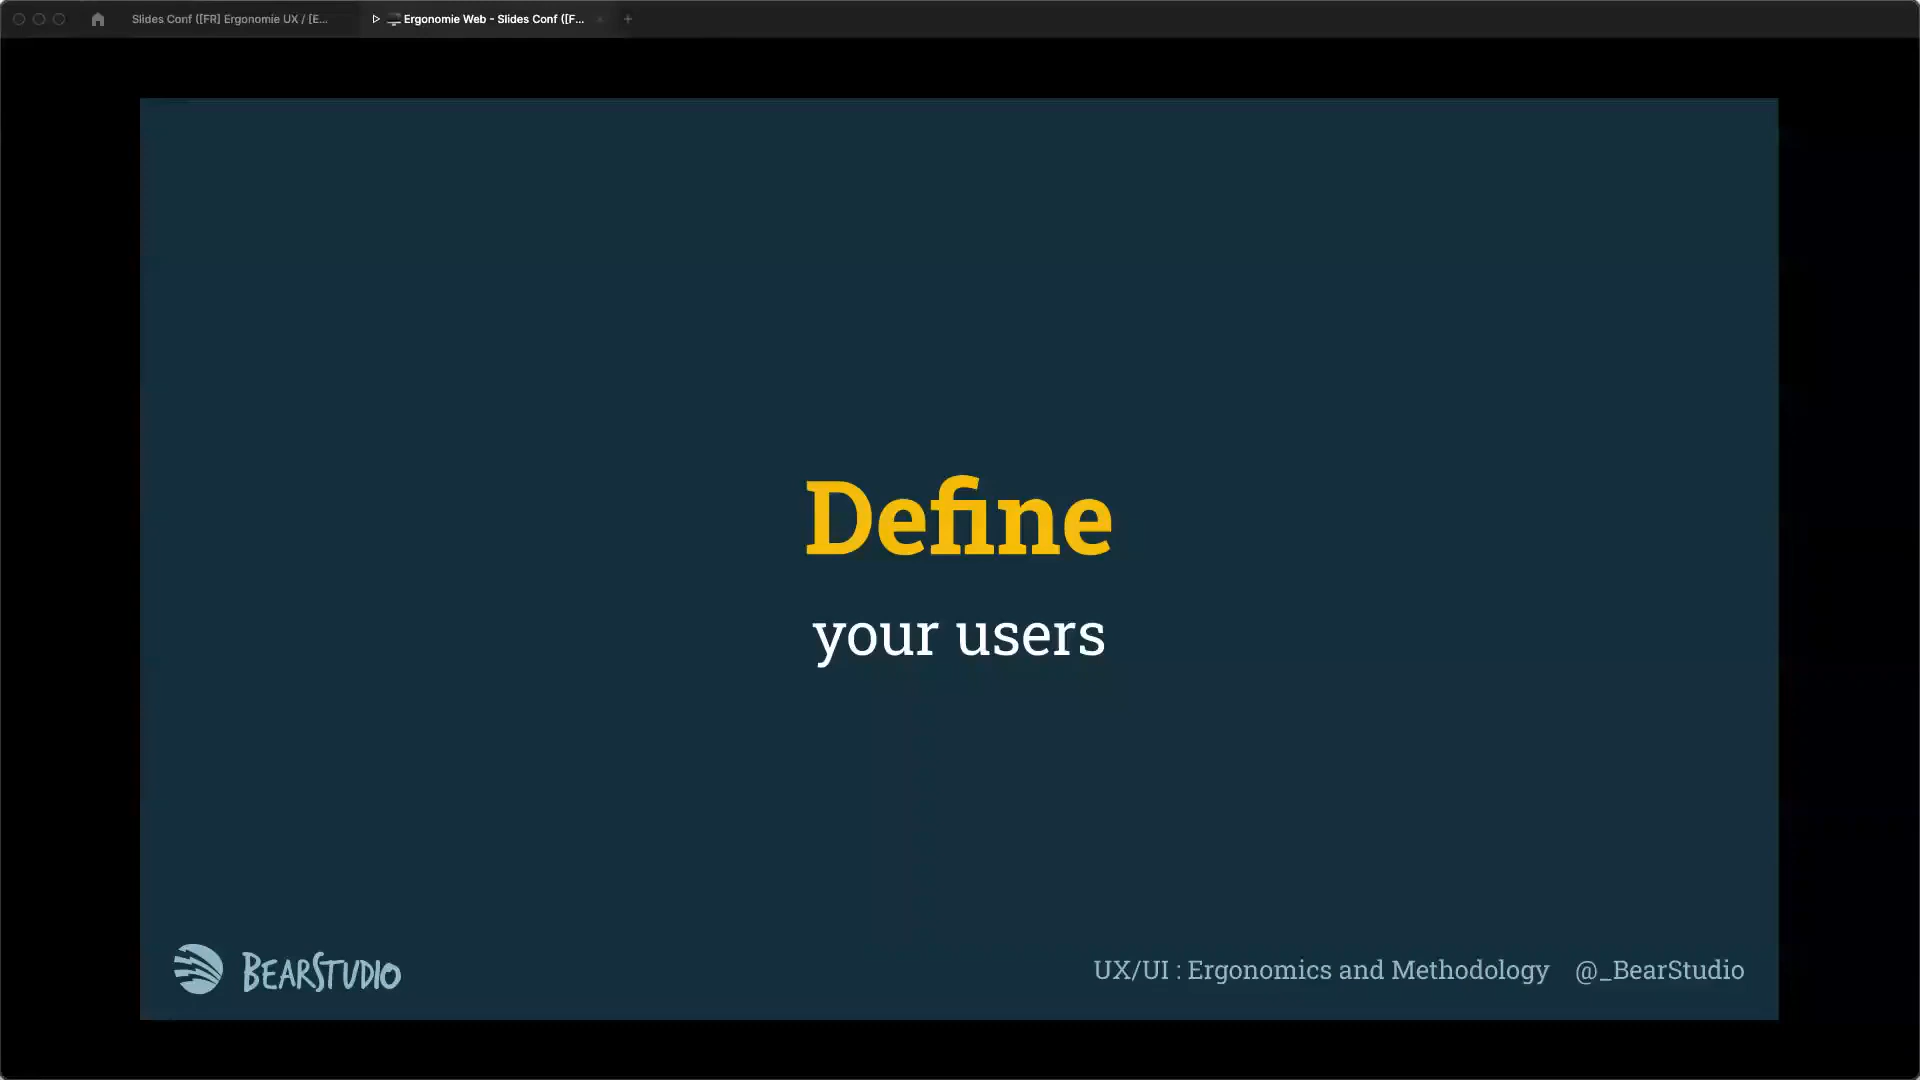 Slides Conf ([FR] Ergonomie UX / [E...
Ergonomie Web - Slides Conf ([F...
Define
your users
BEARSTUDIO
UX/UI : Ergonomics and Methodology @_BearStudio